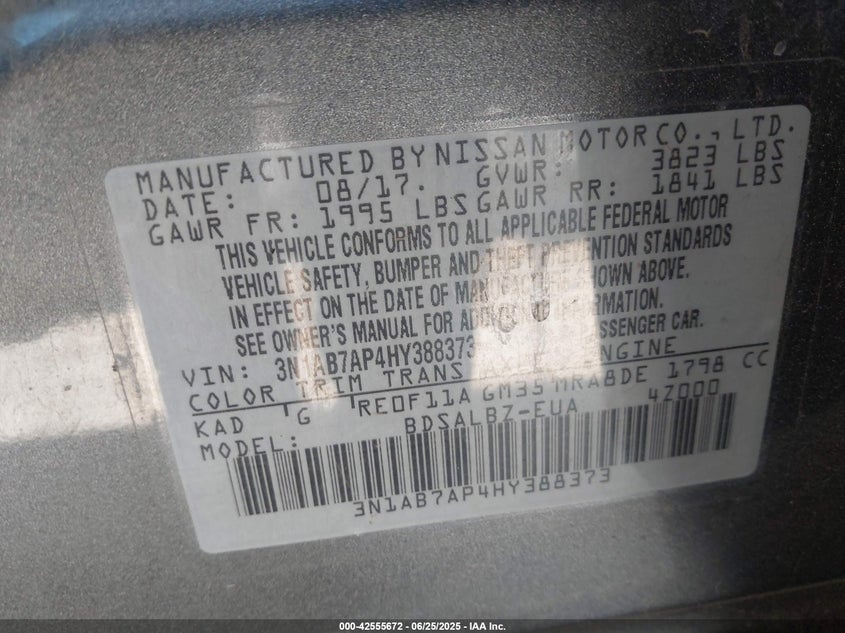 MANUFACTURED BY NISSAN MOTOR CO., LTD.
DATE: 08/17. GVWR: 3823 LBS
GAWR FR: 1995 LBS GAWR RR: 1841 LBS
THIS VEHICLE CONFORMS TO ALL APPLICABLE FEDERAL MOTOR
VEHICLE SAFETY, BUMPER AND THEFT PREVENTION STANDARDS
IN EFFECT ON THE DATE OF MANUFACTURE SHOWN ABOVE.
SEE OWNER'S MANUAL FOR ADDITIONAL INFORMATION.
VIN: 3N1AB7AP4HY388373 PASSENGER CAR.
COLOR TRIM TRANS AXLE ENGINE
KAD G RE0F11A GM35 MRA8DE 1798 CC
MODEL: BDSALBZ-EUA 4Z000
3N1AB7AP4HY388373
000-42555672 - 06/25/2025 - IAA Inc.